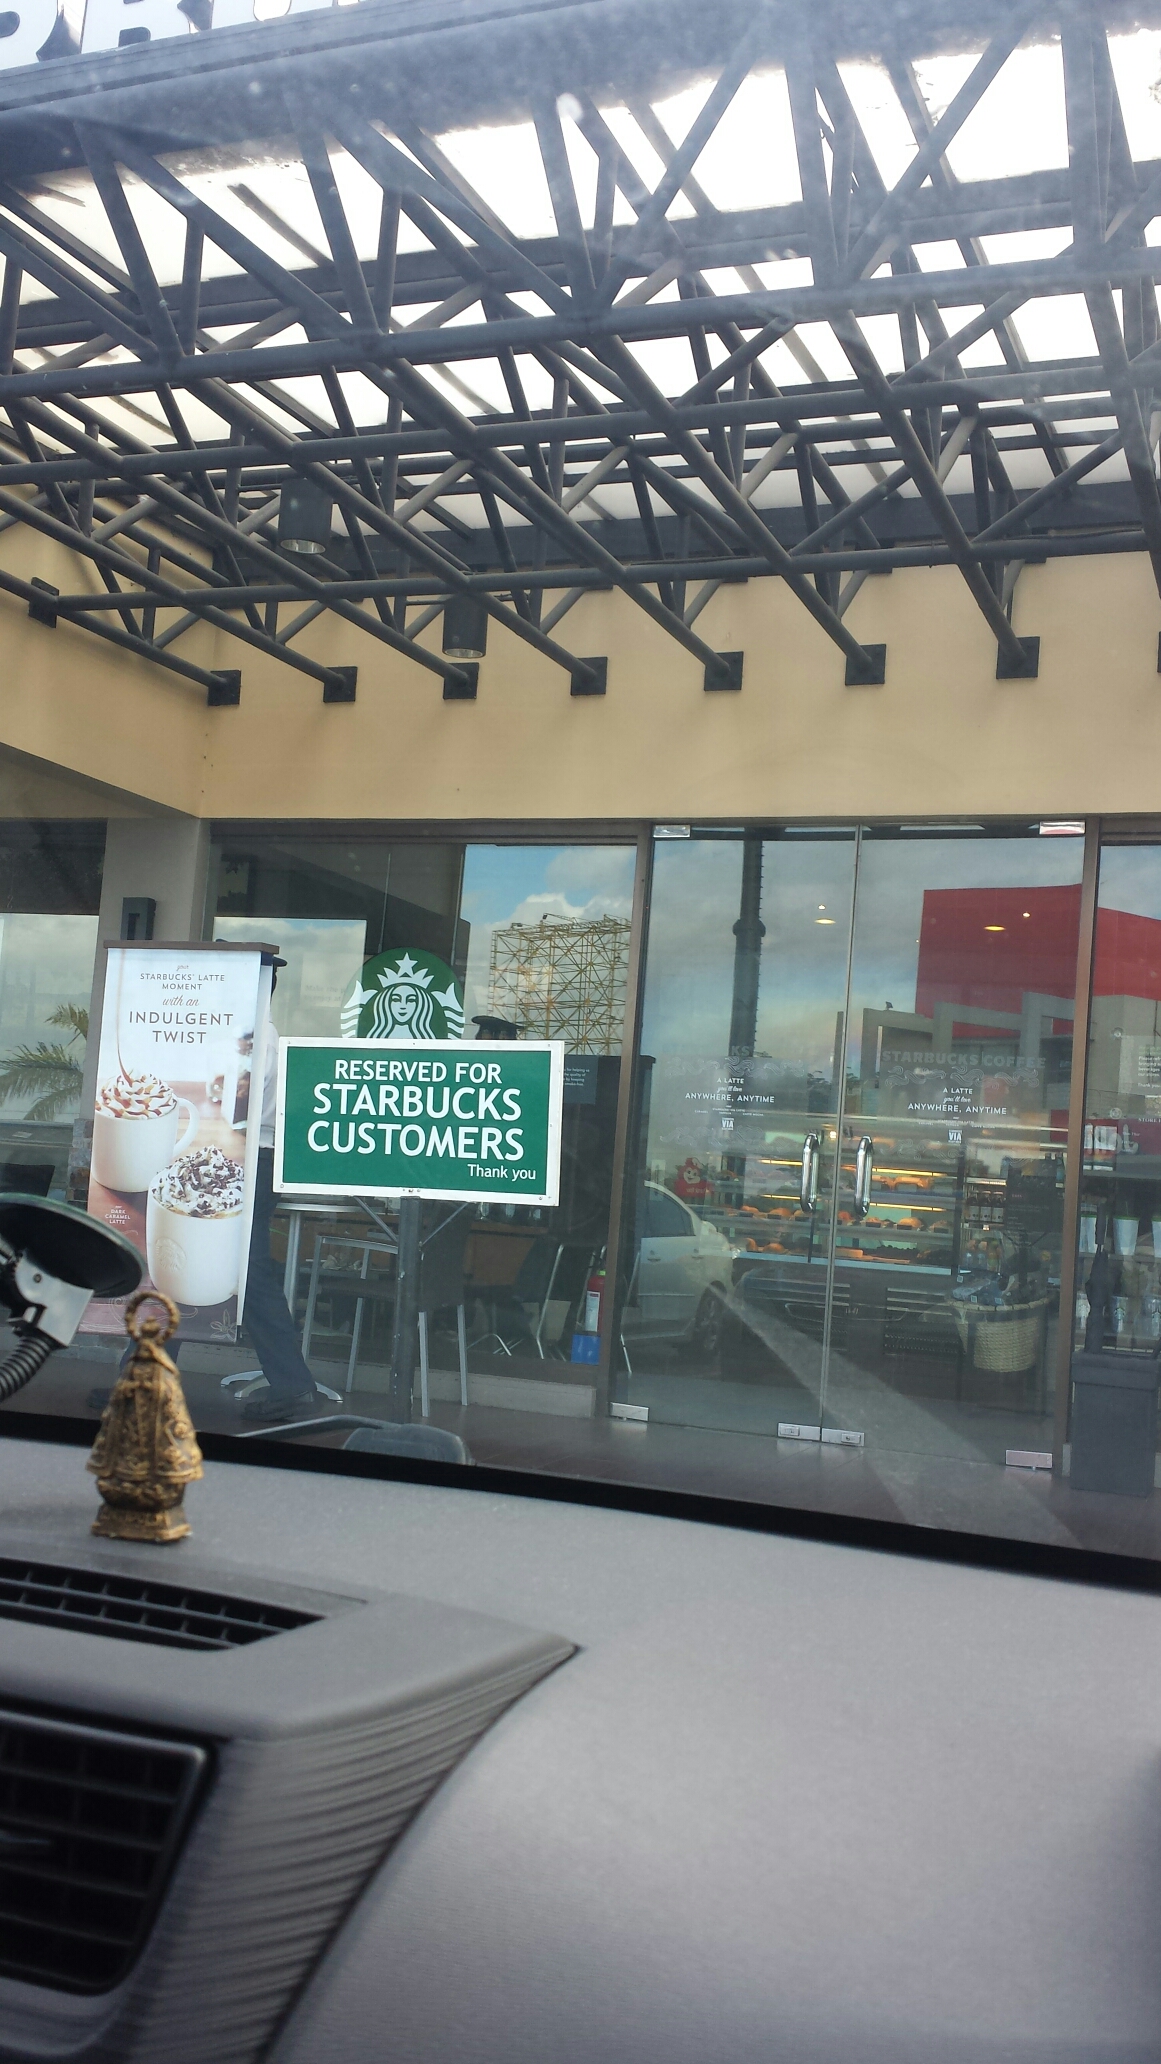 your
STARBUCKS® LATTE
MOMENT
with an
INDULGENT
TWIST
DARK
CARAMEL
LATTE
RESERVED FOR
STARBUCKS
CUSTOMERS
Thank you
A LATTE
you'll love
ANYWHERE, ANYTIME
VIA
STARBUCKS COFFEE
A LATTE
you'll love
ANYWHERE, ANYTIME
VIA